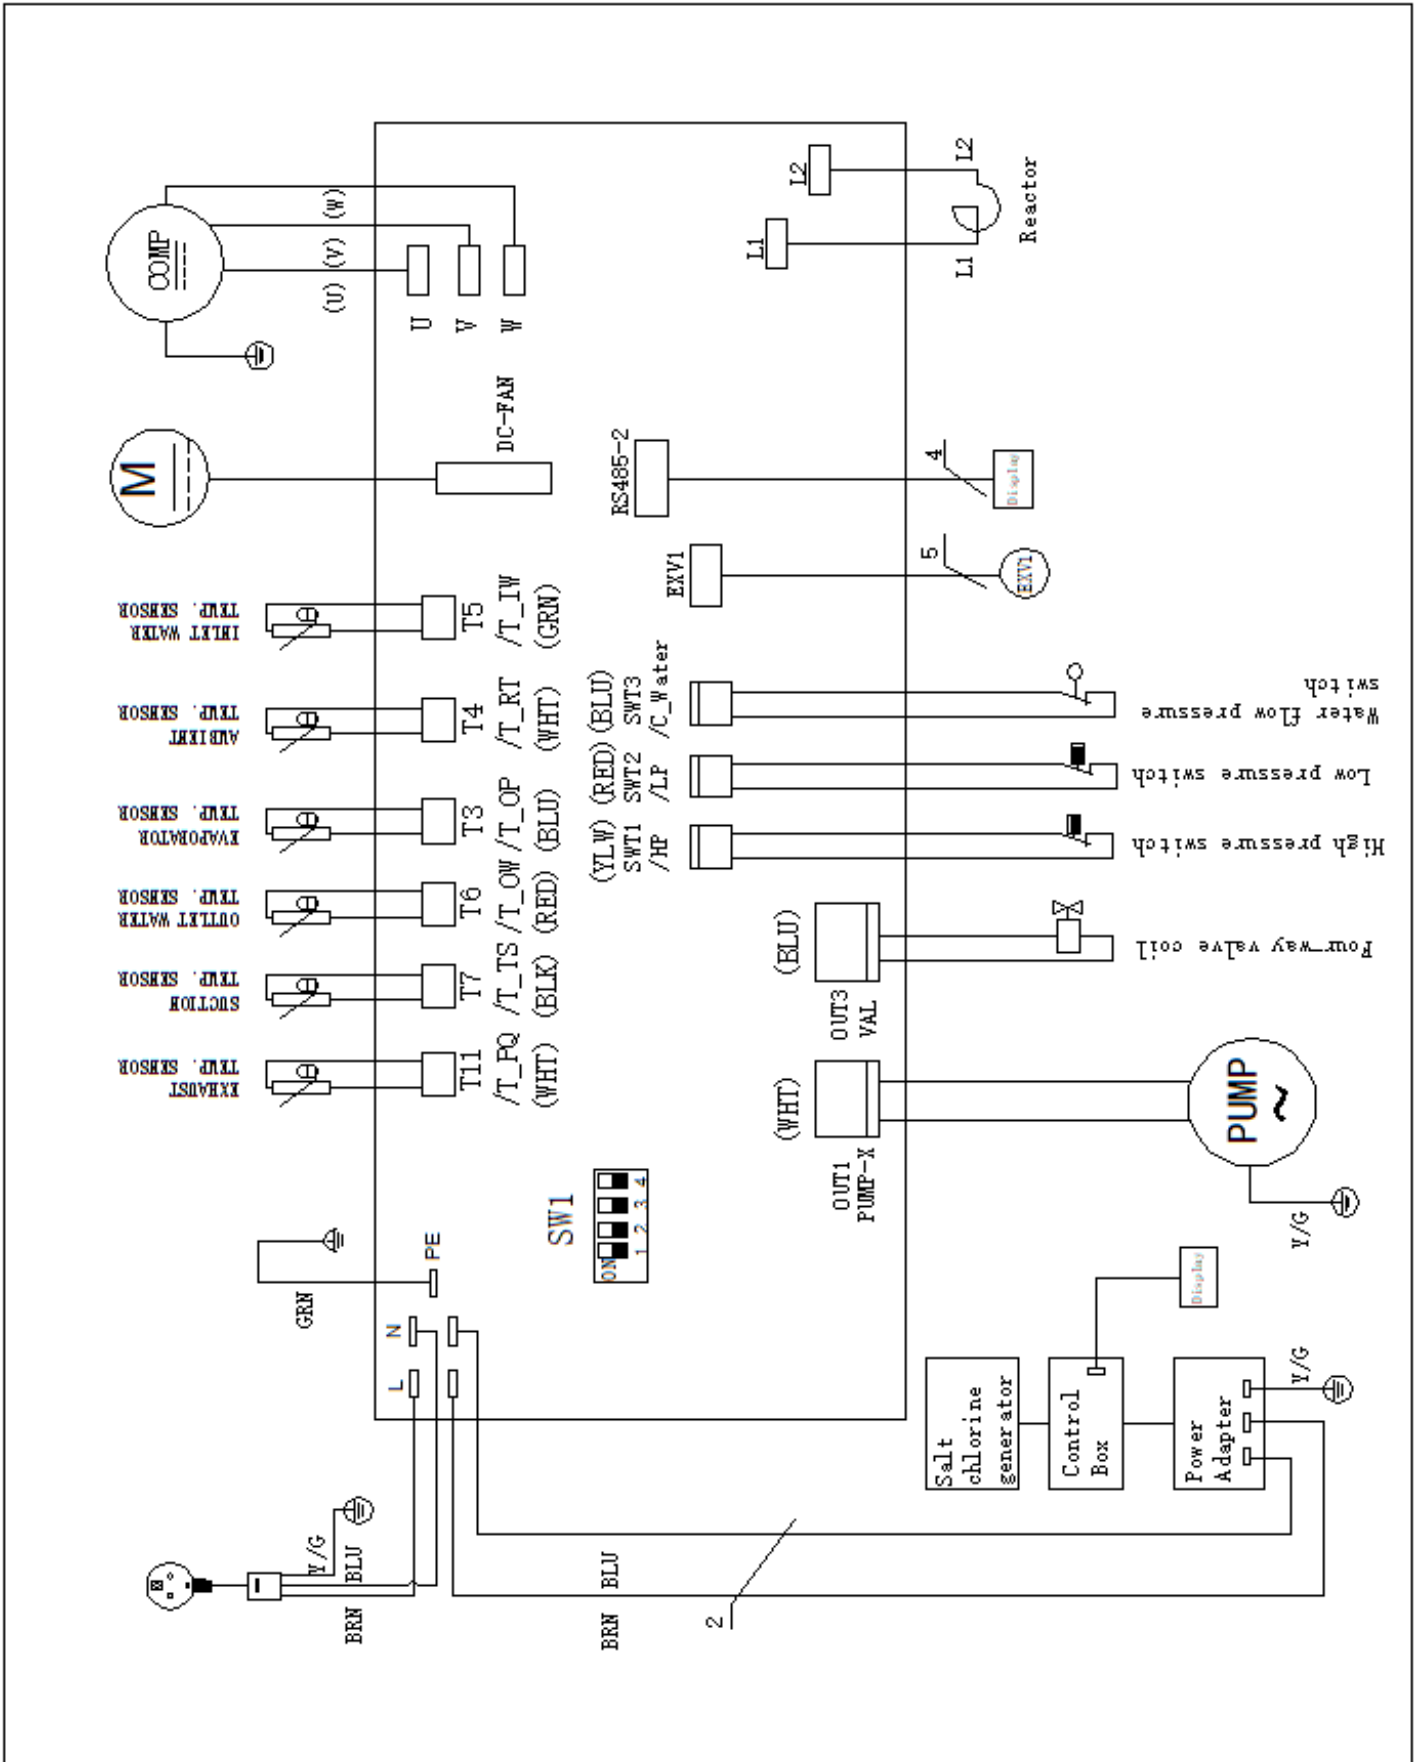 COMP
(U) (V) (W)
U
V
W
M
DC-FAN
INLET WATER
TEMP. SENSOR
T5
/T_IW
(GRN)
AMBIENT
TEMP. SENSOR
T4
/T_RT
(WHT)
EVAPORATOR
TEMP. SENSOR
T3
/T_OP
(BLU)
OUTLET WATER
TEMP. SENSOR
T6
/T_OW
(RED)
SUCTION
TEMP. SENSOR
T7
/T_TS
(BLK)
EXHAUST
TEMP. SENSOR
T11
/T_PQ
(WHT)
L1
L2
L1
L2
Reactor
RS485-2
4
Display
EXV1
5
EXV1
(BLU)
SWT3
/C_Water
Water flow pressure
switch
(RED)
SWT2
/LP
Low pressure switch
(YLW)
SWT1
/HP
High pressure switch
(BLU)
OUT3
VAL
Four-way valve coil
(WHT)
OUT1
PUMP-X
PUMP
~
Y/G
SW1
ON
1 2 3 4
GRN
PE
N
L
Y/G
BLU
BRN
BRN
BLU
2
Salt
chlorine
generator
Control
Box
Power
Adapter
Display
Y/G